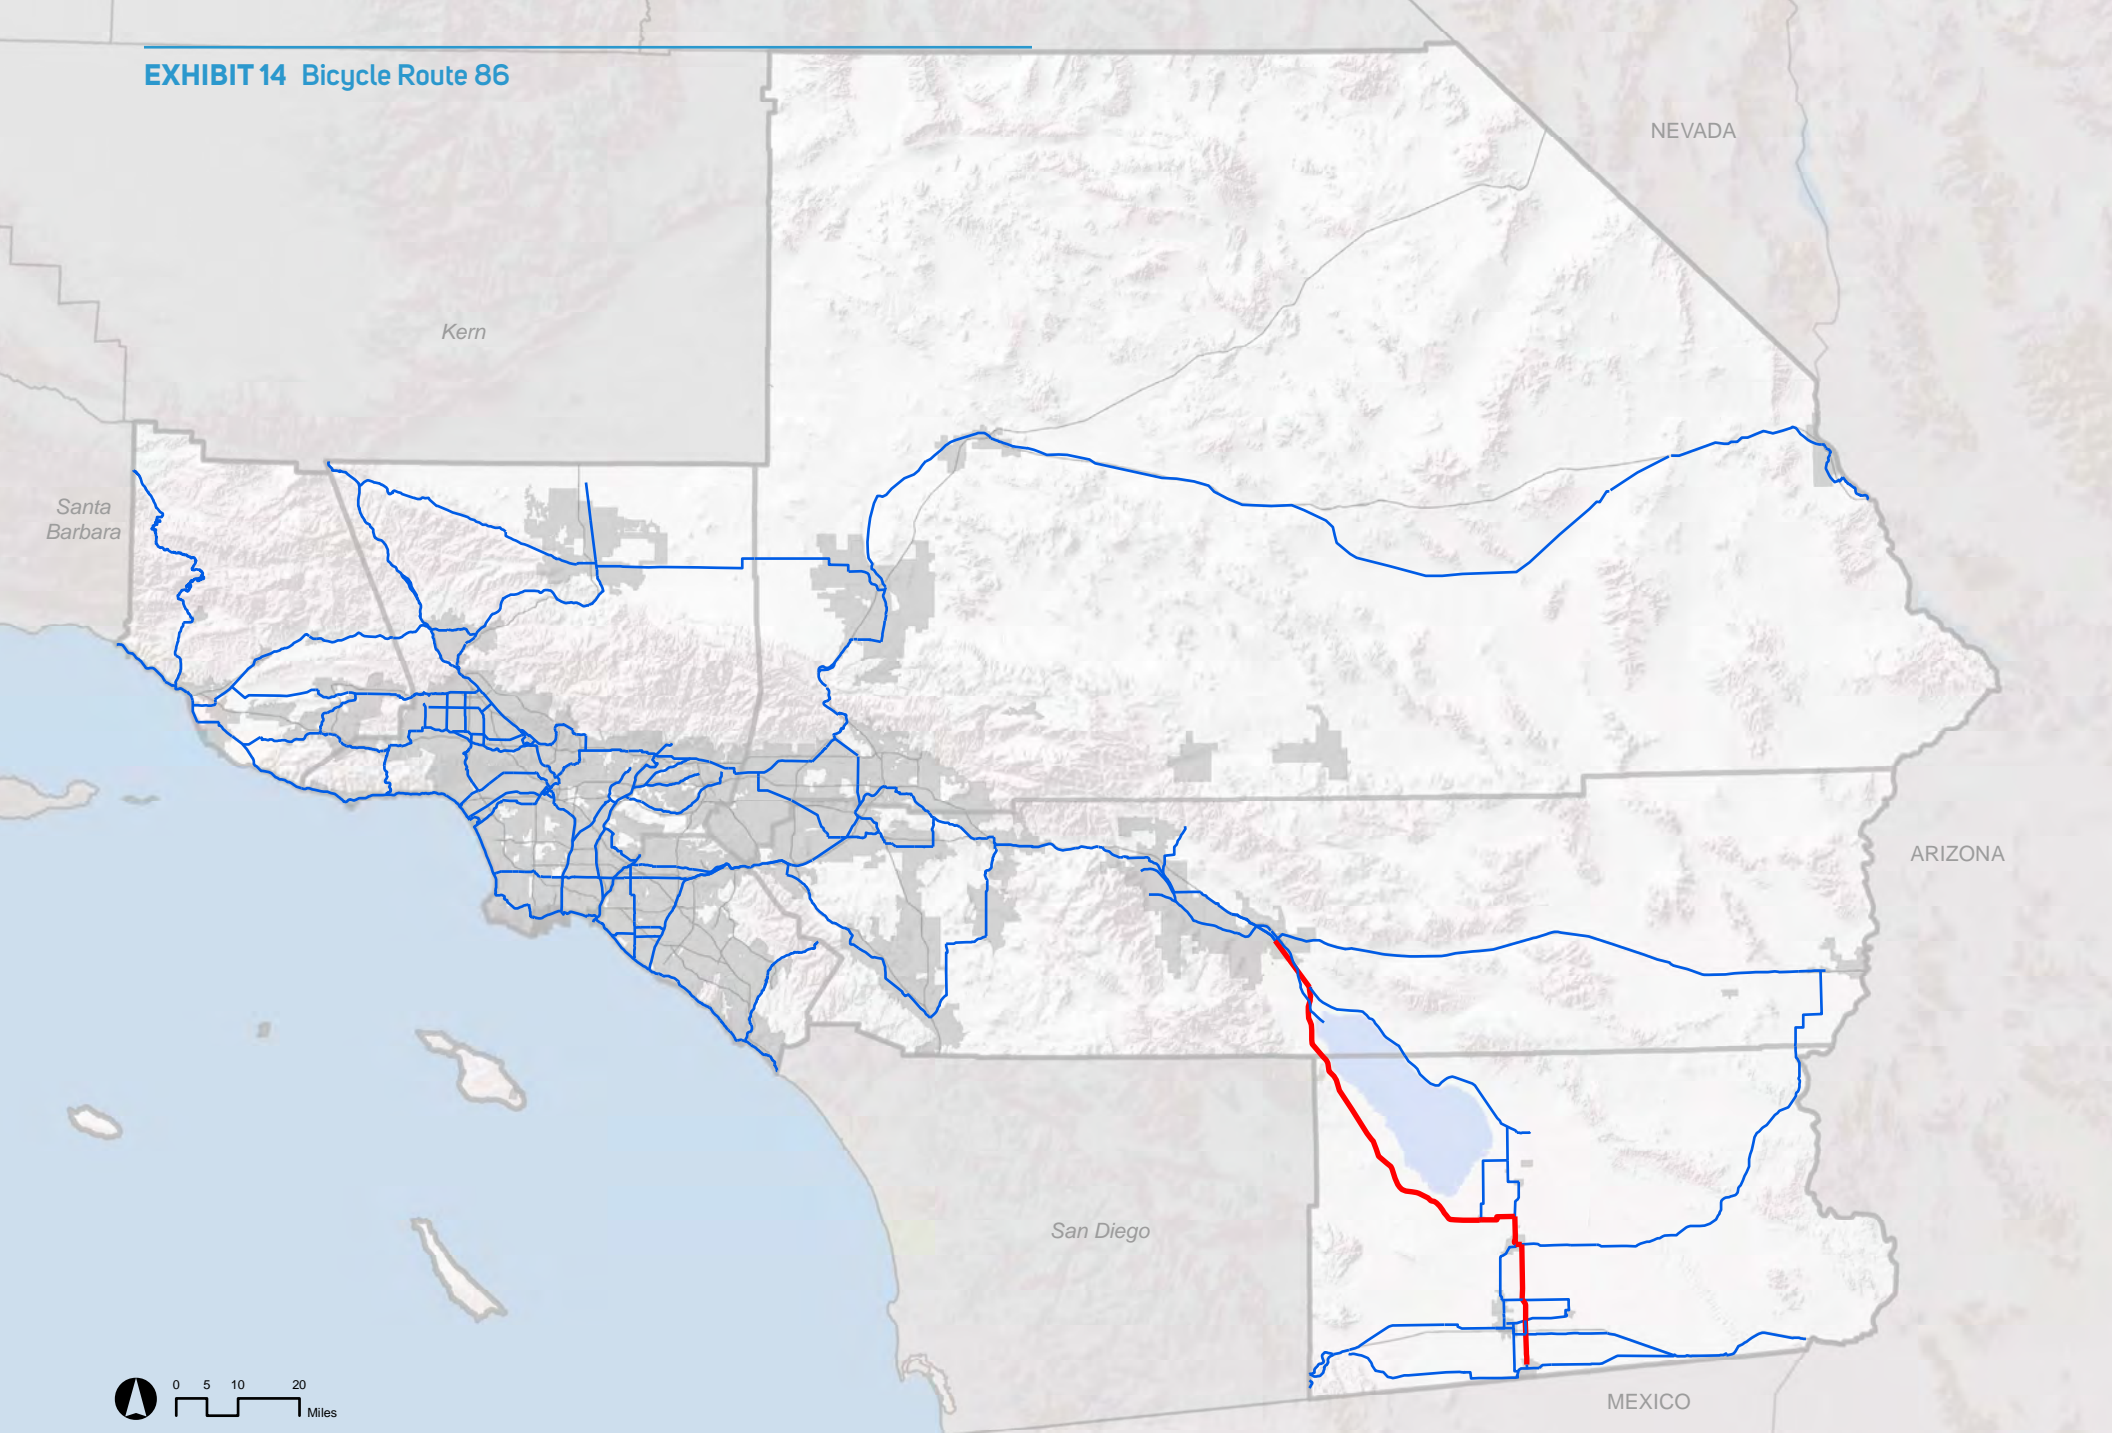 EXHIBIT 14 Bicycle Route 86
NEVADA
Kern
Santa
Barbara
ARIZONA
San Diego
MEXICO
0 5 10 20
Miles